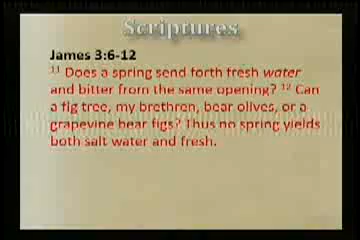 Scriptures
James 3:6-12
11 Does a spring send forth fresh water
and bitter from the same opening? 12 Can
a fig tree, my brethren, bear olives, or a
grapevine bear figs? Thus no spring yields
both salt water and fresh.